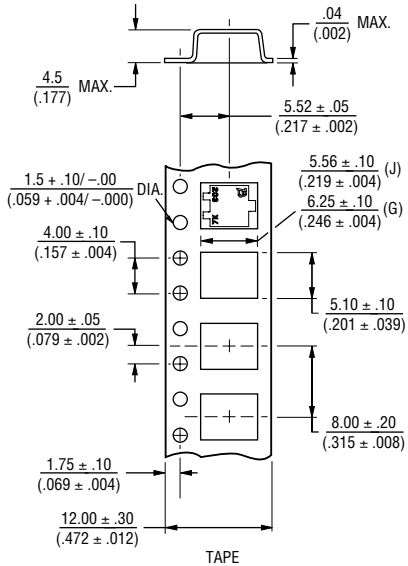 .04 MAX.
(.002)
4.5 MAX.
(.177)
5.52 ± .05
(.217 ± .002)
5.56 ± .10 (J)
(.219 ± .004)
1.5 + .10/ –.00 DIA.
(.059 + .004/ -.000)
6.25 ± .10 (G)
(.246 ± .004)
4.00 ± .10
(.157 ± .004)
5.10 ± .10
(.201 ± .039)
2.00 ± .05
(.079 ± .002)
8.00 ± .20
(.315 ± .008)
1.75 ± .10
(.069 ± .004)
12.00 ± .30
(.472 ± .012)
TAPE